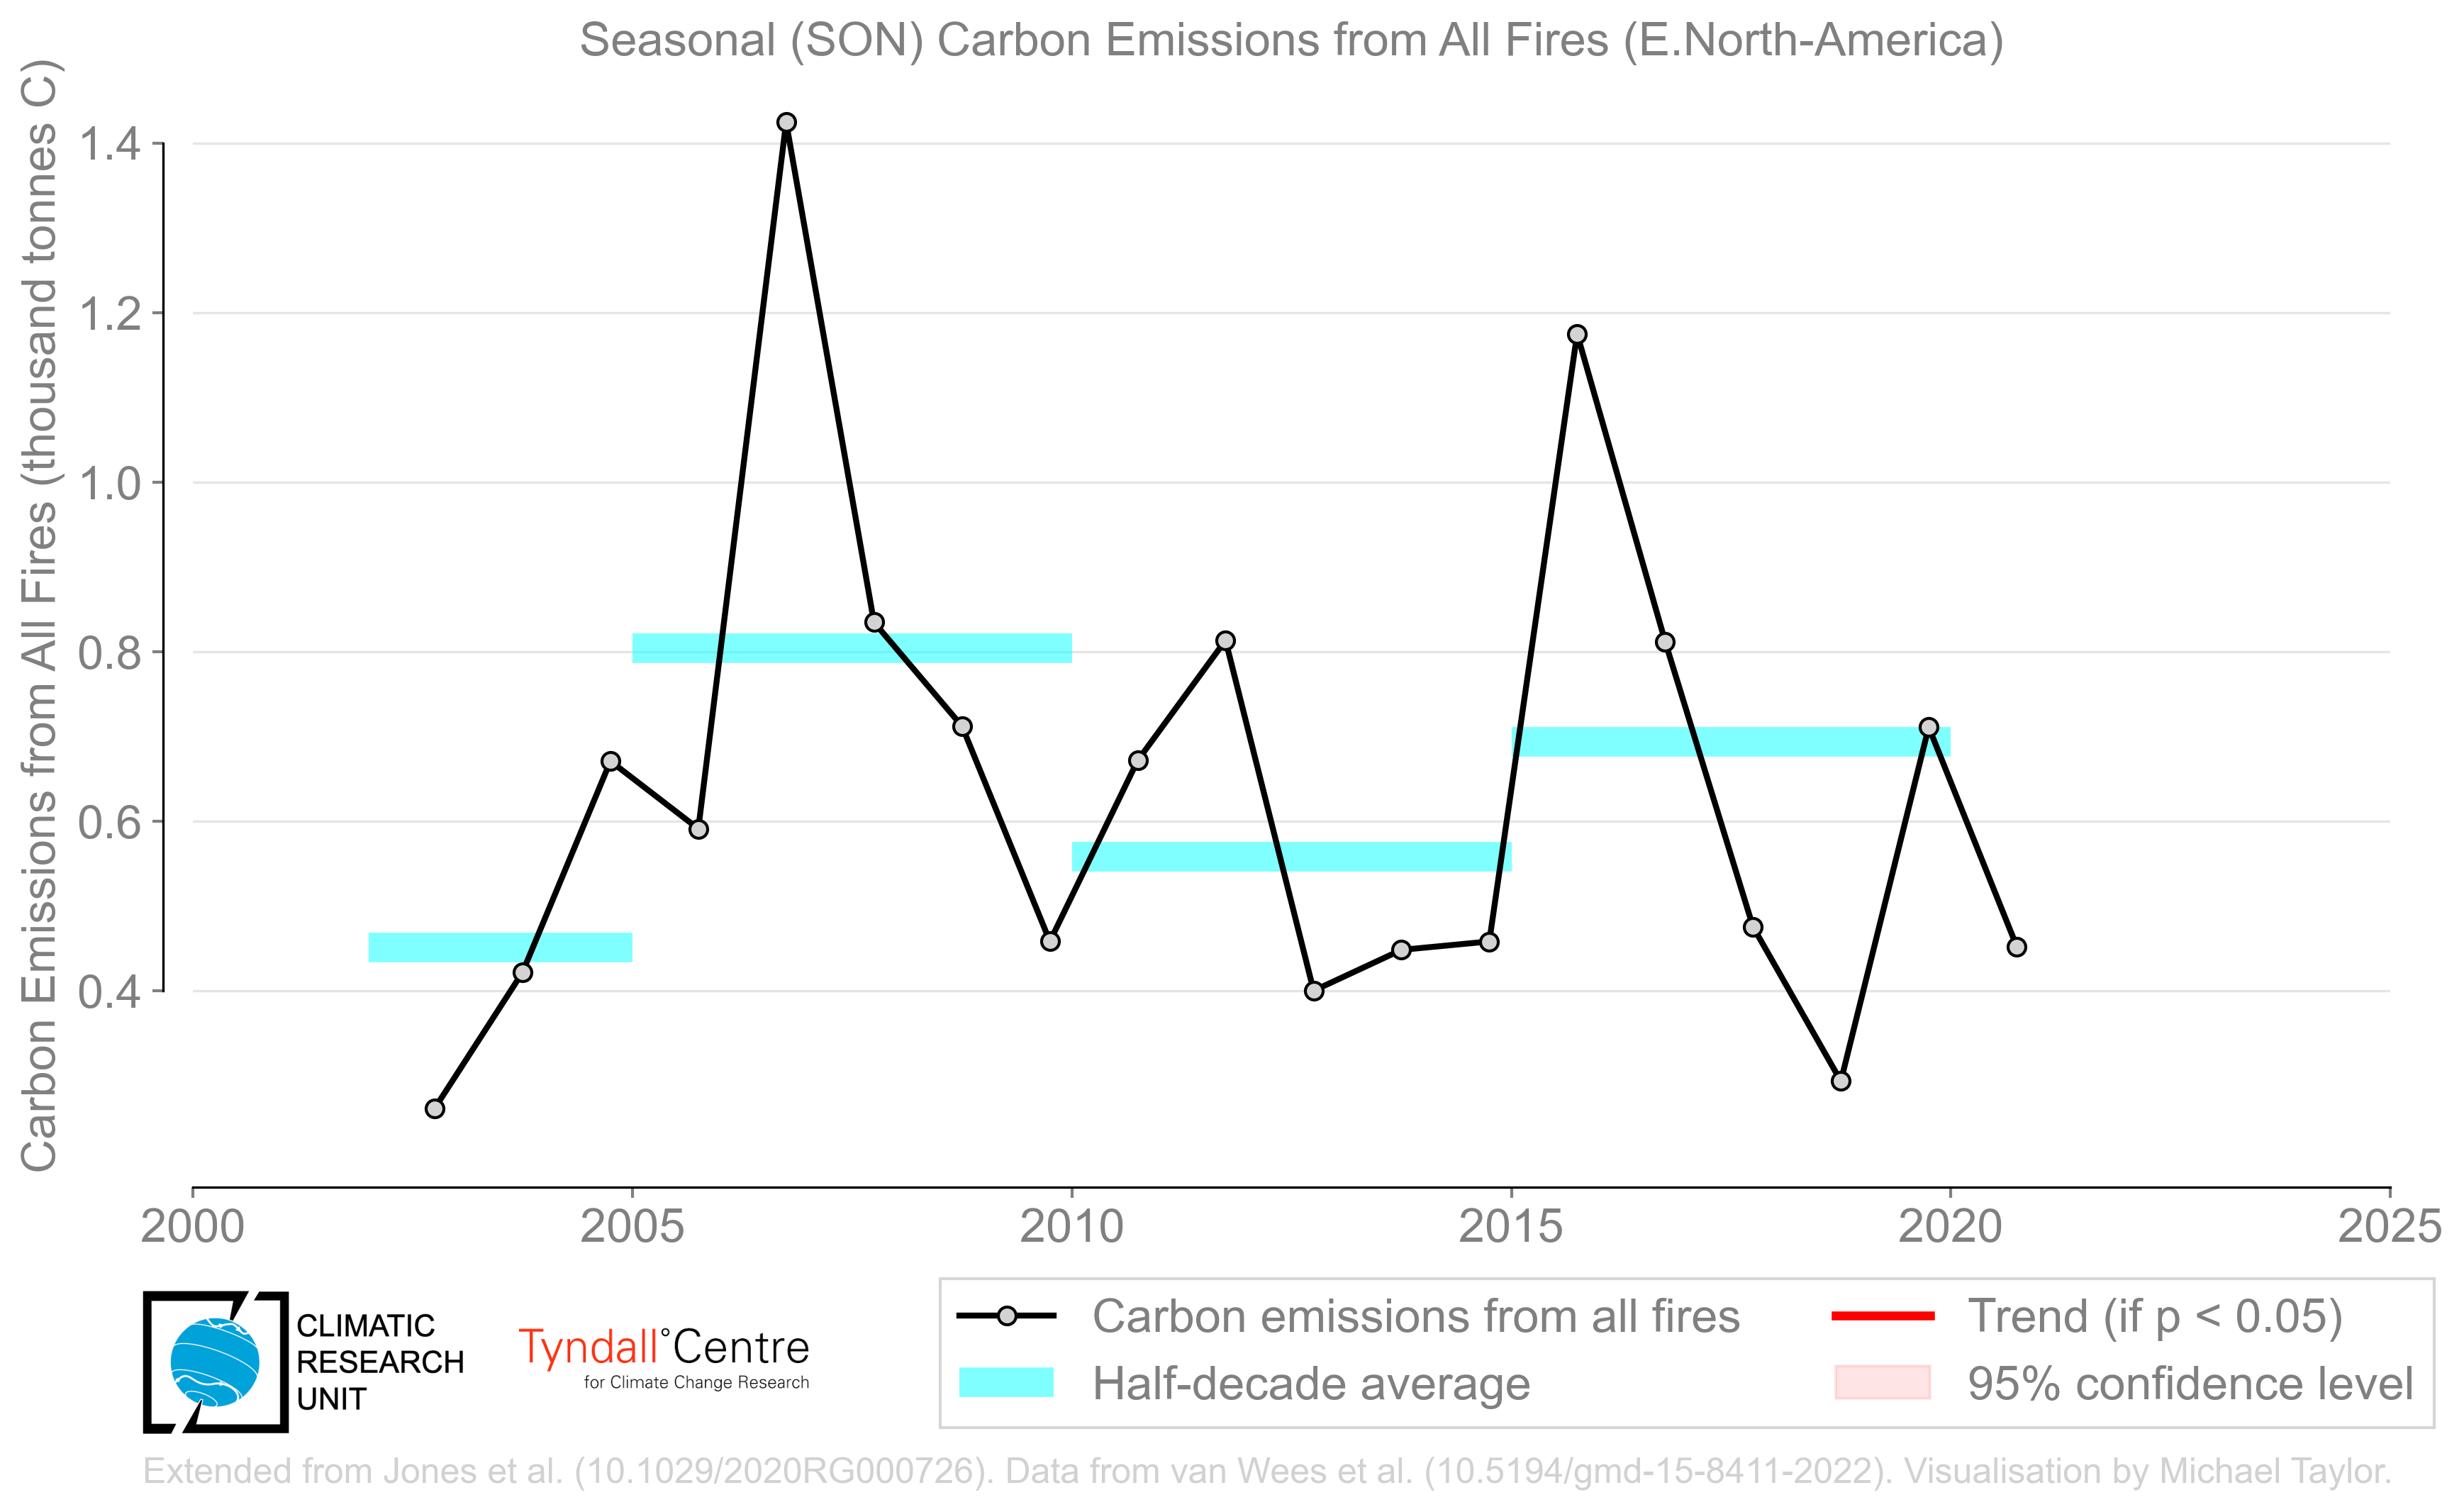 Seasonal (SON) Carbon Emissions from All Fires (E.North-America)
Carbon Emissions from All Fires (thousand tonnes C)
1.4
1.2
1.0
0.8
0.6
0.4
2000 2005 2010 2015 2020 2025
CLIMATIC
RESEARCH
UNIT
Tyndall°Centre
for Climate Change Research
Carbon emissions from all fires
Half-decade average
Trend (if p < 0.05)
95% confidence level
Extended from Jones et al. (10.1029/2020RG000726). Data from van Wees et al. (10.5194/gmd-15-8411-2022). Visualisation by Michael Taylor.